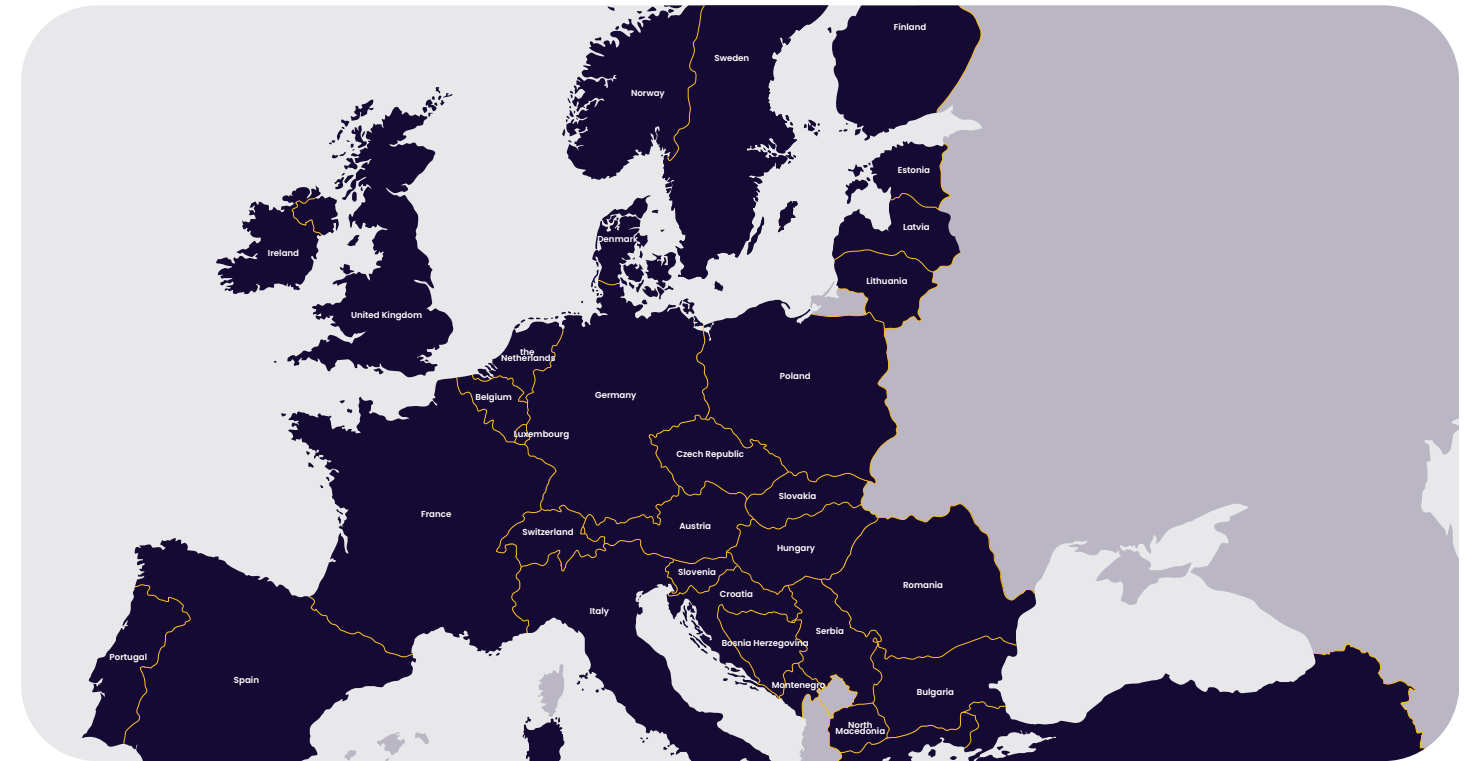 Finland
Sweden
Norway
Estonia
Latvia
Denmark
Ireland
Lithuania
United Kingdom
the
Netherlands
Poland
Germany
Belgium
Luxembourg
Czech Republic
Slovakia
France
Austria
Switzerland
Hungary
Slovenia
Romania
Croatia
Italy
Serbia
Bosnia Herzegovina
Portugal
Spain
Montenegro
Bulgaria
North
Macedonia